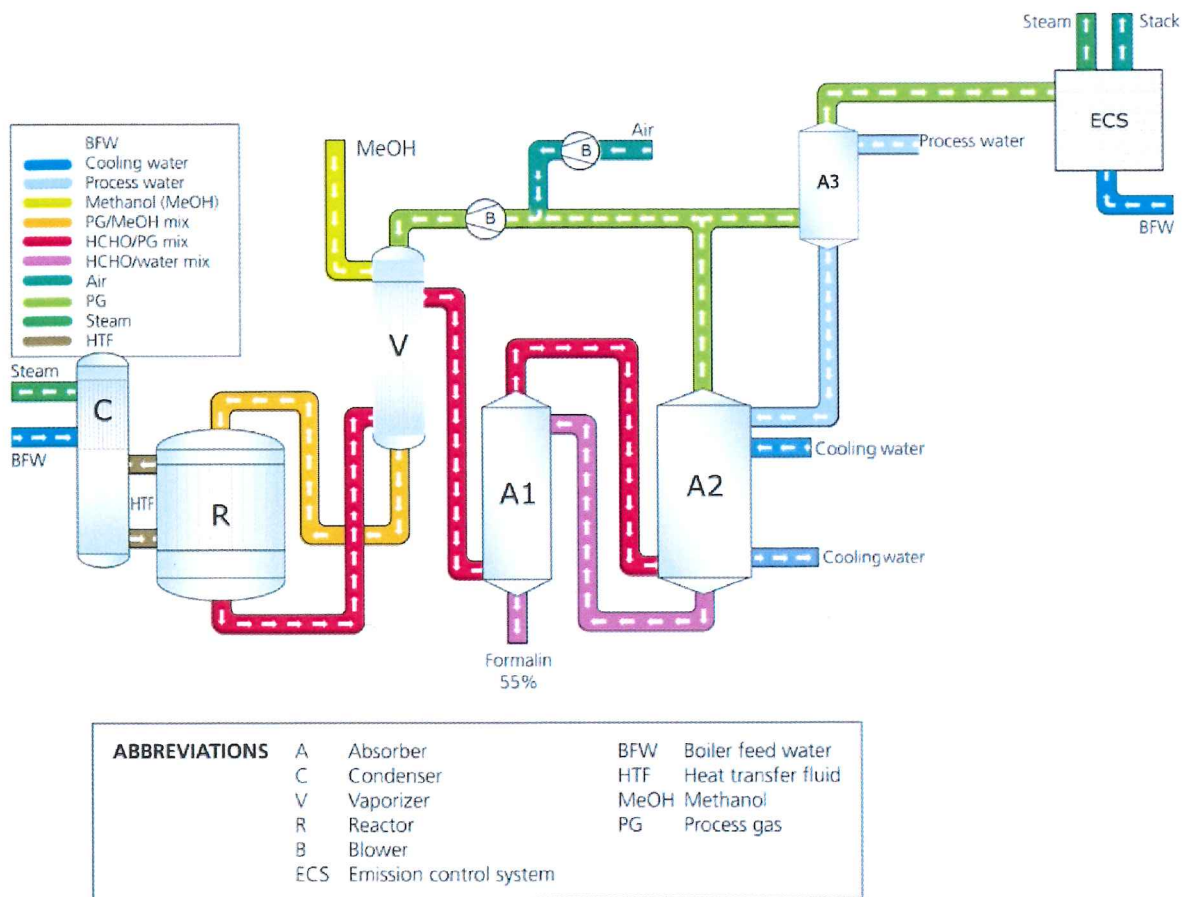 Steam
Stack
ECS
BFW
Process water
A3
Air
B
B
MeOH
BFW
Cooling water
Process water
Methanol (MeOH)
PG/MeOH mix
HCHO/PG mix
HCHO/water mix
Air
PG
Steam
HTF
Steam
C
BFW
HTF
R
V
A1
A2
Cooling water
Cooling water
Formalin
55%
ABBREVIATIONS
A Absorber
C Condenser
V Vaporizer
R Reactor
B Blower
ECS Emission control system
BFW Boiler feed water
HTF Heat transfer fluid
MeOH Methanol
PG Process gas